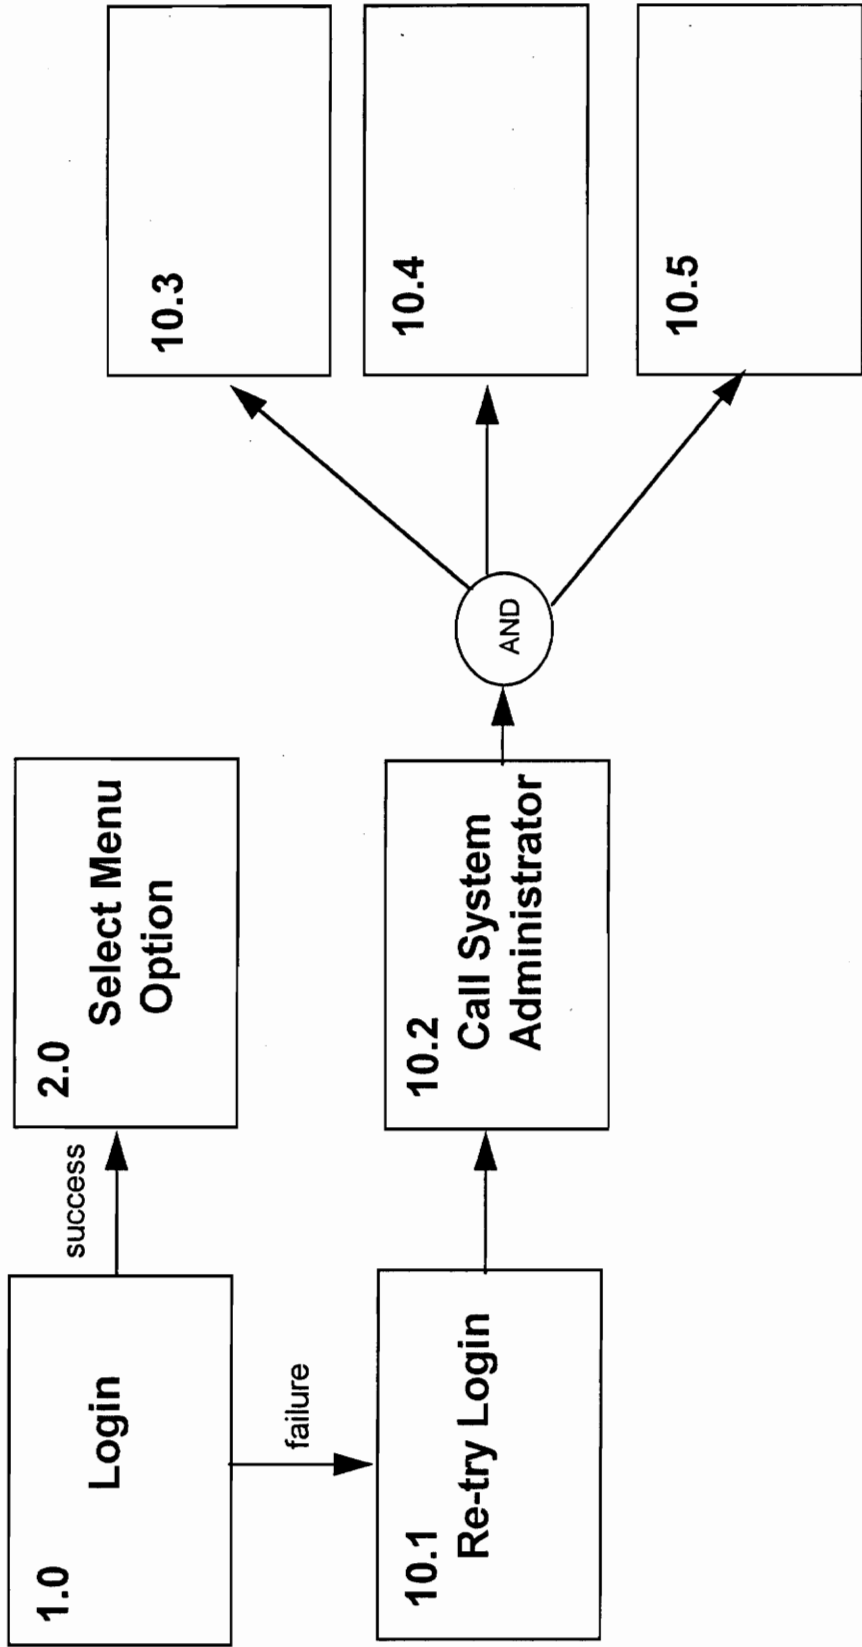 1.0
Login
success
2.0
Select Menu
Option
failure
10.1
Re-try Login
10.2
Call System
Administrator
AND
10.3
10.4
10.5